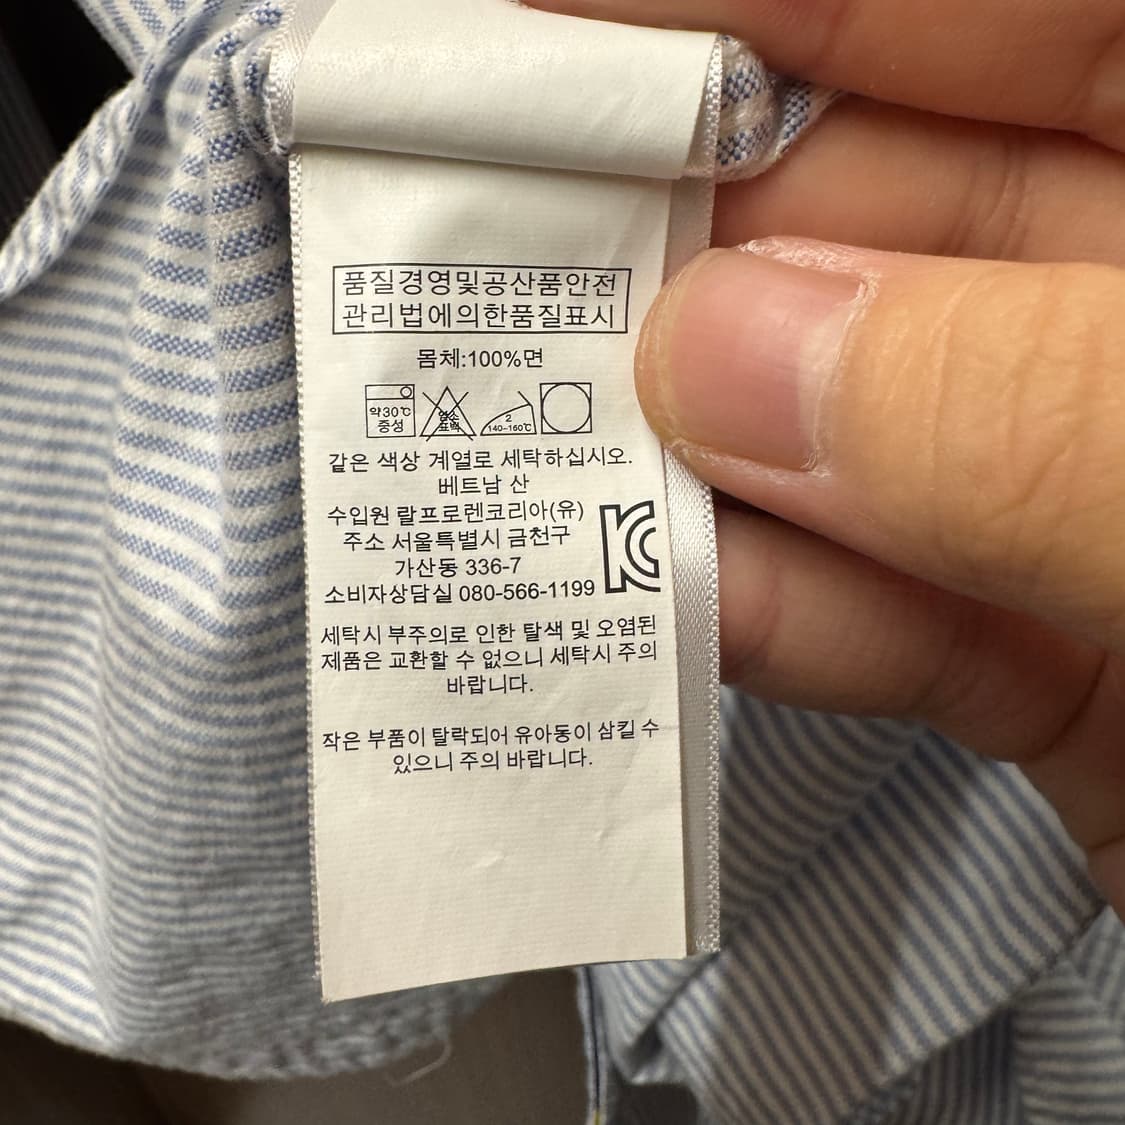 품질경영및공산품안전
관리법에의한품질표시
몸체:100%면
약30℃
중성
염소
표백
2
140~160℃
같은 색상 계열로 세탁하십시오.
베트남 산
수입원 랄프로렌코리아(유)
주소 서울특별시 금천구
가산동 336-7
소비자상담실 080-566-1199
세탁시 부주의로 인한 탈색 및 오염된
제품은 교환할 수 없으니 세탁시 주의
바랍니다.
작은 부품이 탈락되어 유아동이 삼킬 수
있으니 주의 바랍니다.